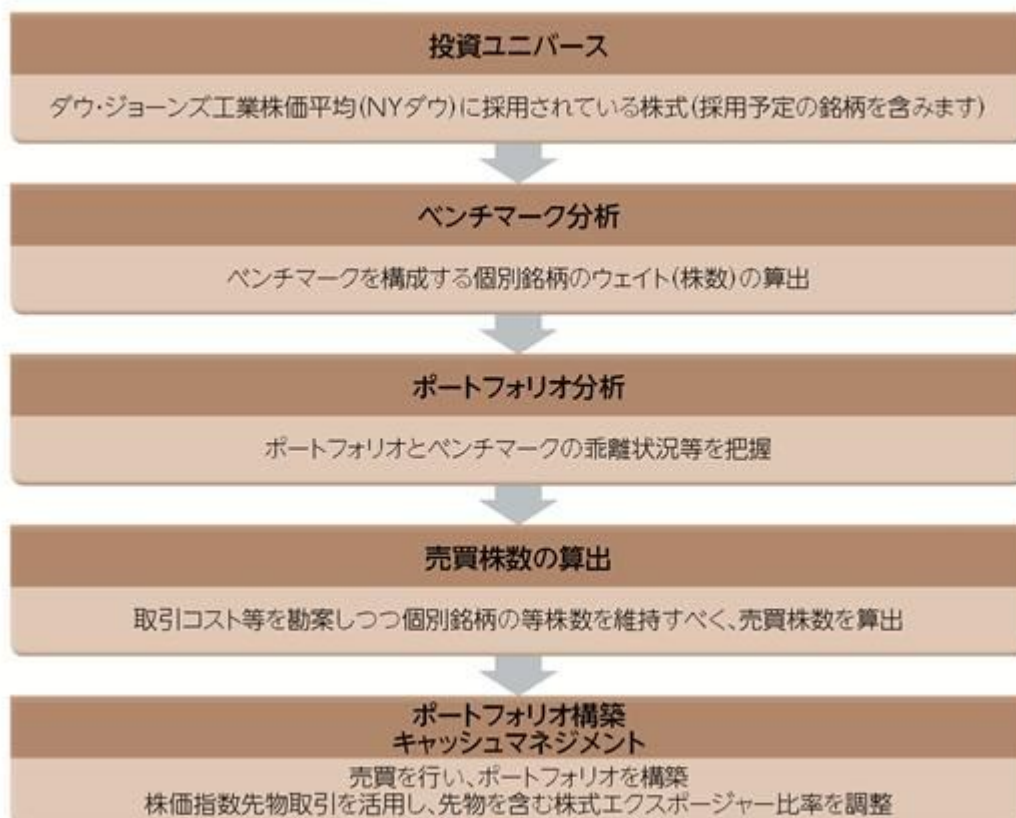 投資ユニバース
ダウ・ジョーンズ工業株価平均(NYダウ)に採用されている株式(採用予定の銘柄を含みます)
ベンチマーク分析
ベンチマークを構成する個別銘柄のウェイト(株数)の算出
ポートフォリオ分析
ポートフォリオとベンチマークの乖離状況等を把握
売買株数の算出
取引コスト等を勘案しつつ個別銘柄の等株数を維持すべく、売買株数を算出
ポートフォリオ構築
キャッシュマネジメント
売買を行い、ポートフォリオを構築
株価指数先物取引を活用し、先物を含む株式エクスポージャー比率を調整